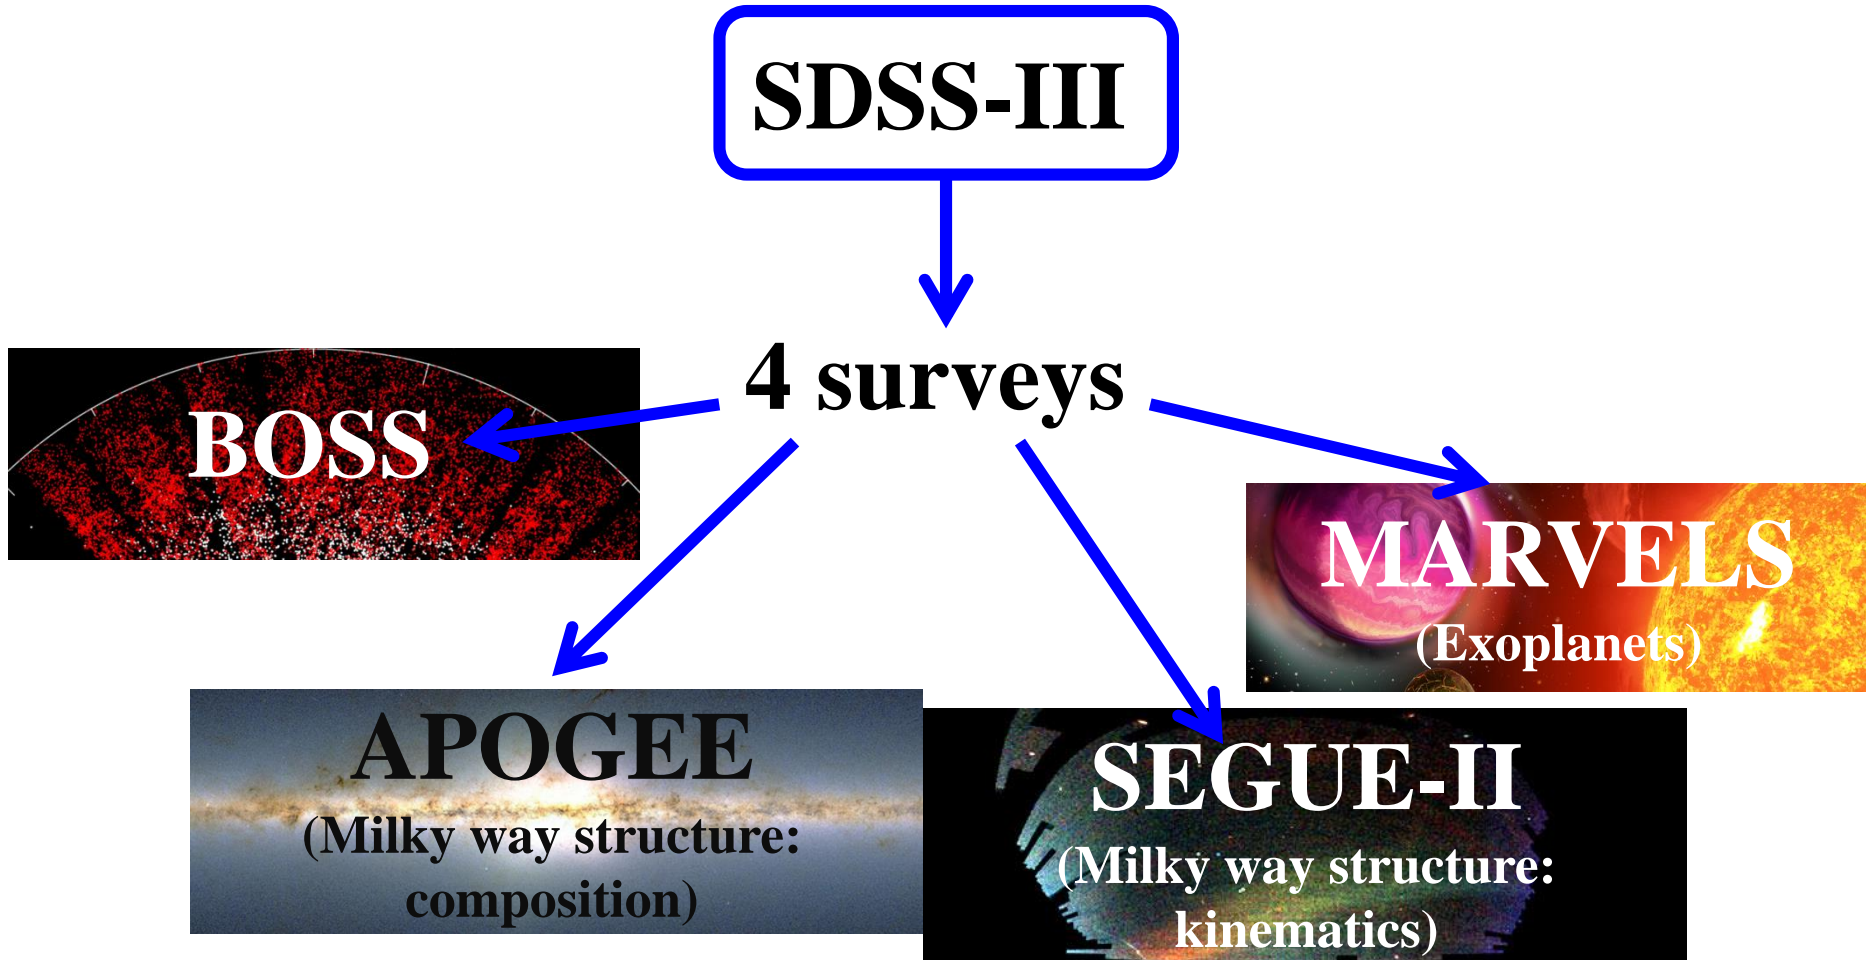 SDSS-III
4 surveys
BOSS
MARVELS
(Exoplanets)
APOGEE
(Milky way structure:
composition)
SEGUE-II
(Milky way structure:
kinematics)